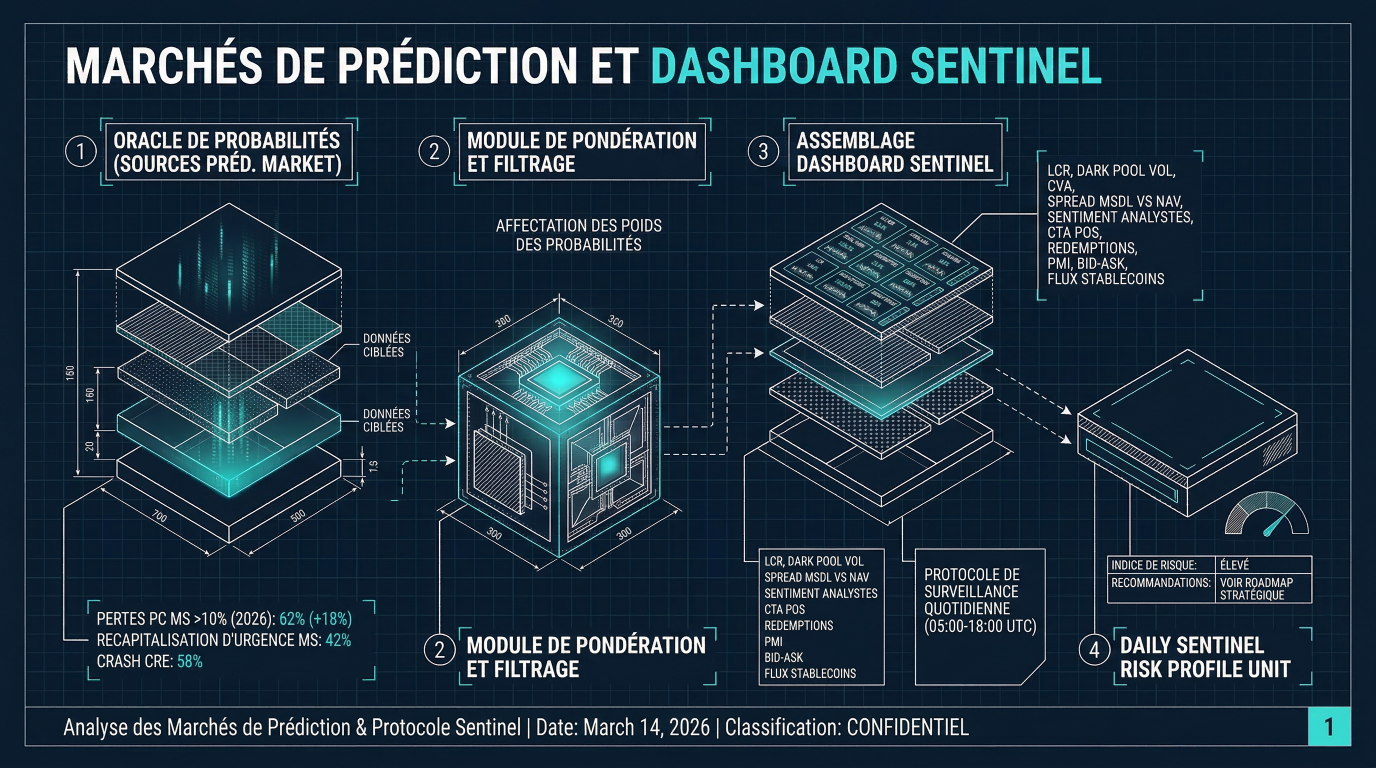 MARCHÉS DE PRÉDICTION ET DASHBOARD SENTINEL
1
ORACLE DE PROBABILITÉS
(SOURCES PRÉD. MARKET)
2
MODULE DE PONDÉRATION
ET FILTRAGE
3
ASSEMBLAGE
DASHBOARD SENTINEL
LCR, DARK POOL VOL,
CVA,
SPREAD MSDL VS NAV,
SENTIMENT ANALYSTES,
CTA POS,
REDEMPTIONS,
PMI, BID-ASK,
FLUX STABLECOINS
AFFECTATION DES POIDS
DES PROBABILITÉS
DONNÉES
CIBLÉES
DONNÉES
CIBLÉES
160
20
700
500
300
300
300
PERTES PC MS >10% (2026): 62% (+18%)
RECAPITALISATION D'URGENCE MS: 42%
CRASH CRE: 58%
2
MODULE DE PONDÉRATION
ET FILTRAGE
LCR, DARK POOL VOL
SPREAD MSDL VS NAV
SENTIMENT ANALYSTES
CTA POS
REDEMPTIONS
PMI
BID-ASK
FLUX STABLECOINS
PROTOCOLE DE
SURVEILLANCE
QUOTIDIENNE
(05:00-18:00 UTC)
INDICE DE RISQUE: ÉLEVÉ
RECOMMANDATIONS: VOIR ROADMAP
STRATÉGIQUE
4
DAILY SENTINEL
RISK PROFILE UNIT
Analyse des Marchés de Prédiction & Protocole Sentinel | Date: March 14, 2026 | Classification: CONFIDENTIEL
1